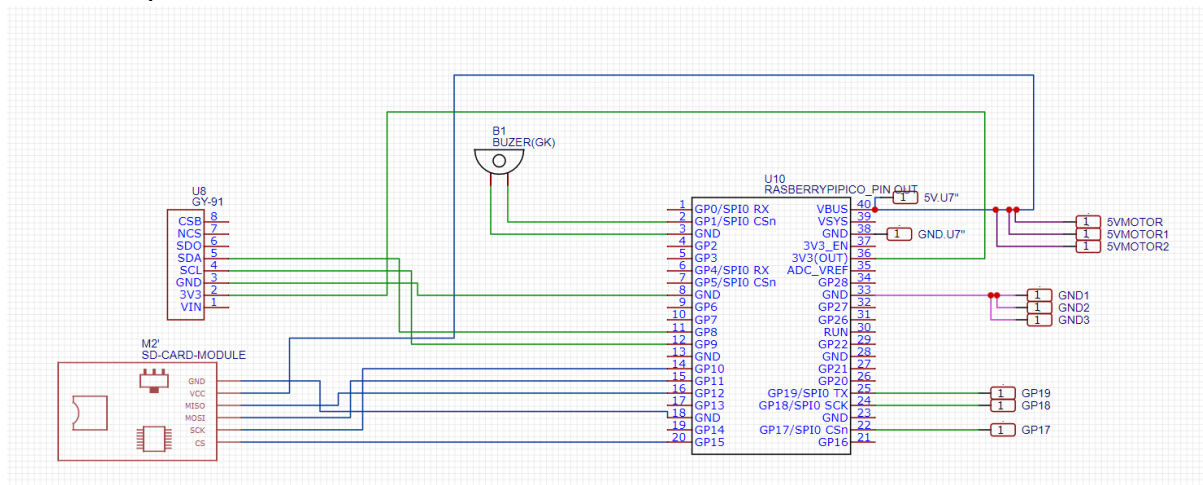 B1
BUZER(GK)
U8
GY-91
CSB 8
NCS 7
SDO 6
SDA 5
SCL 4
GND 3
3V3 2
VIN 1
M2'
SD-CARD-MODULE
GND
VCC
MISO
MOSI
SCK
CS
U10
RASBERRYPIPICO_PIN OUT
1 GP0/SPI0 RX
2 GP1/SPI0 CSn
3 GND
4 GP2
5 GP3
6 GP4/SPI0 RX
7 GP5/SPI0 CSn
8 GND
9 GP6
10 GP7
11 GP8
12 GP9
13 GND
14 GP10
15 GP11
16 GP12
17 GP13
18 GND
19 GP14
20 GP15
VBUS 40
VSYS 39
GND 38
3V3_EN 37
3V3(OUT) 36
ADC_VREF 35
GP28 34
GND 33
GP27 32
GP26 31
RUN 30
GP22 29
GND 28
GP21 27
GP20 26
GP19/SPI0 TX 25
GP18/SPI0 SCK 24
GND 23
GP17/SPI0 CSn 22
GP16 21
1 5V.U7"
1 GND.U7"
1 5VMOTOR
1 5VMOTOR1
1 5VMOTOR2
1 GND1
1 GND2
1 GND3
1 GP19
1 GP18
1 GP17